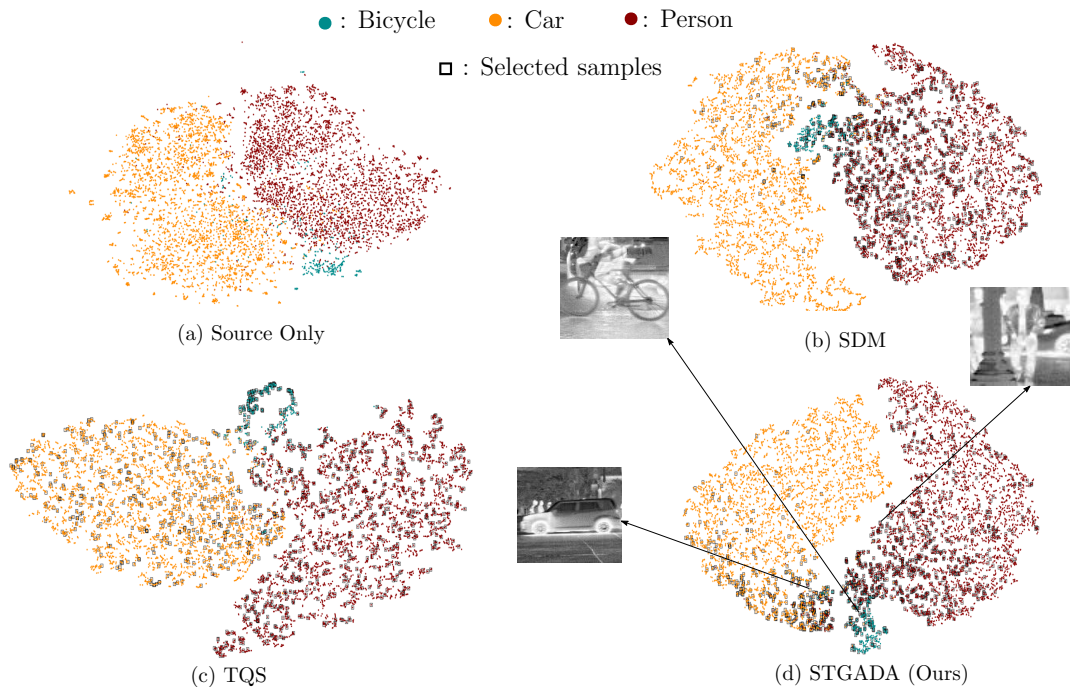 : Bicycle : Car : Person
: Selected samples
(a) Source Only
(b) SDM
(c) TQS
(d) STGADA (Ours)